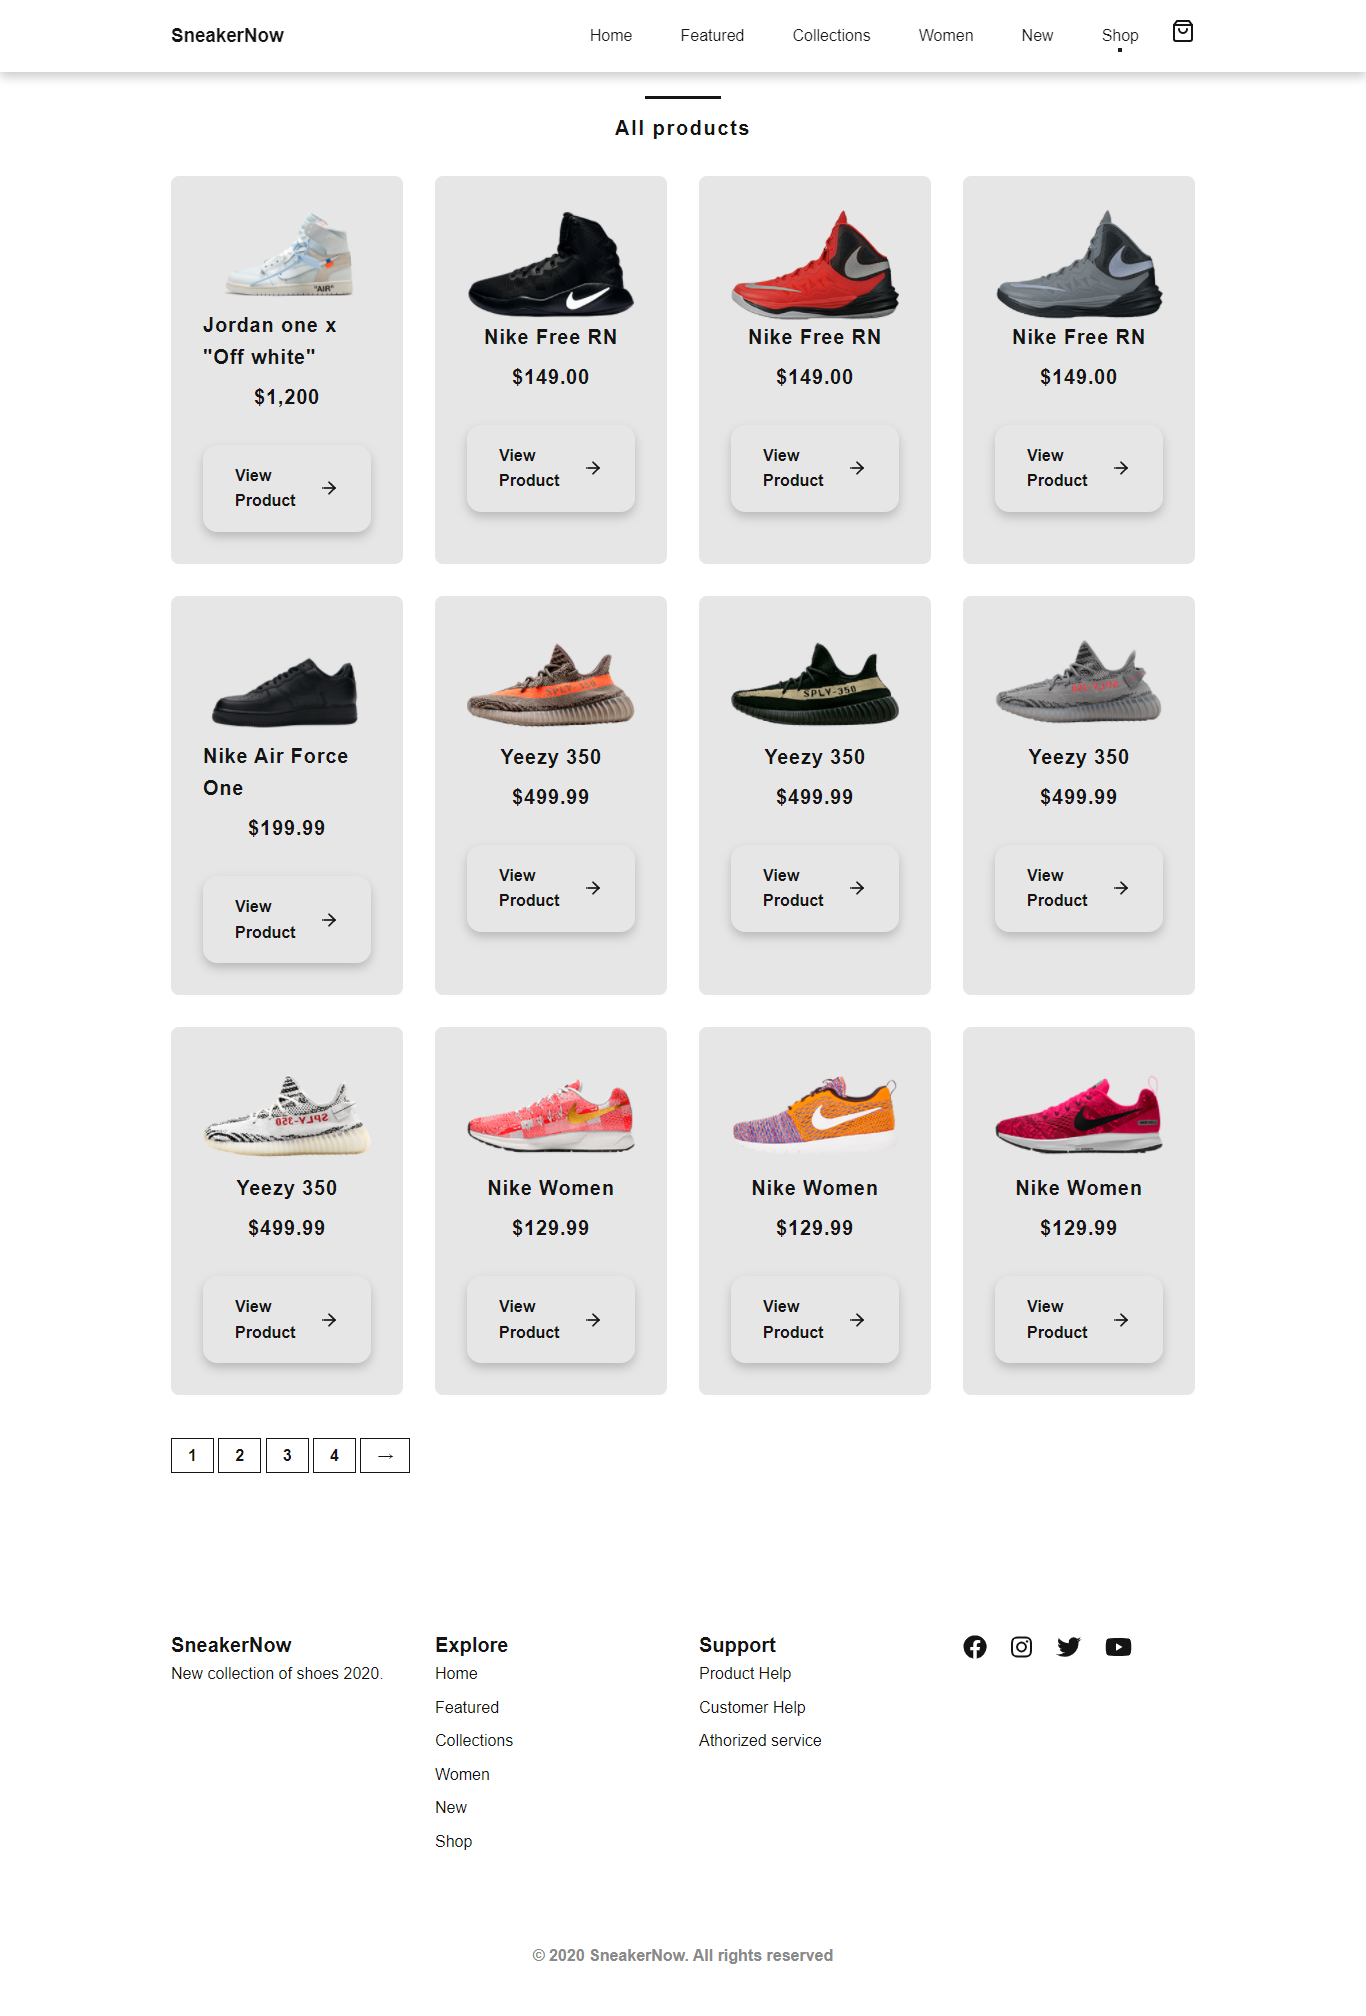 SneakerNow
Home Featured Collections Women New Shop
All products
"AIR"
Jordan one x
"Off white"
$1,200
View
Product
Nike Free RN
$149.00
View
Product
Nike Free RN
$149.00
View
Product
Nike Free RN
$149.00
View
Product
Nike Air Force
One
$199.99
View
Product
SPLY-350
Yeezy 350
$499.99
View
Product
SPLY-350
Yeezy 350
$499.99
View
Product
Yeezy 350
$499.99
View
Product
SPLY-350
Yeezy 350
$499.99
View
Product
Nike Women
$129.99
View
Product
Nike Women
$129.99
View
Product
Nike Women
$129.99
View
Product
1 2 3 4 →
SneakerNow
New collection of shoes 2020.
Explore
Home
Featured
Collections
Women
New
Shop
Support
Product Help
Customer Help
Athorized service
© 2020 SneakerNow. All rights reserved